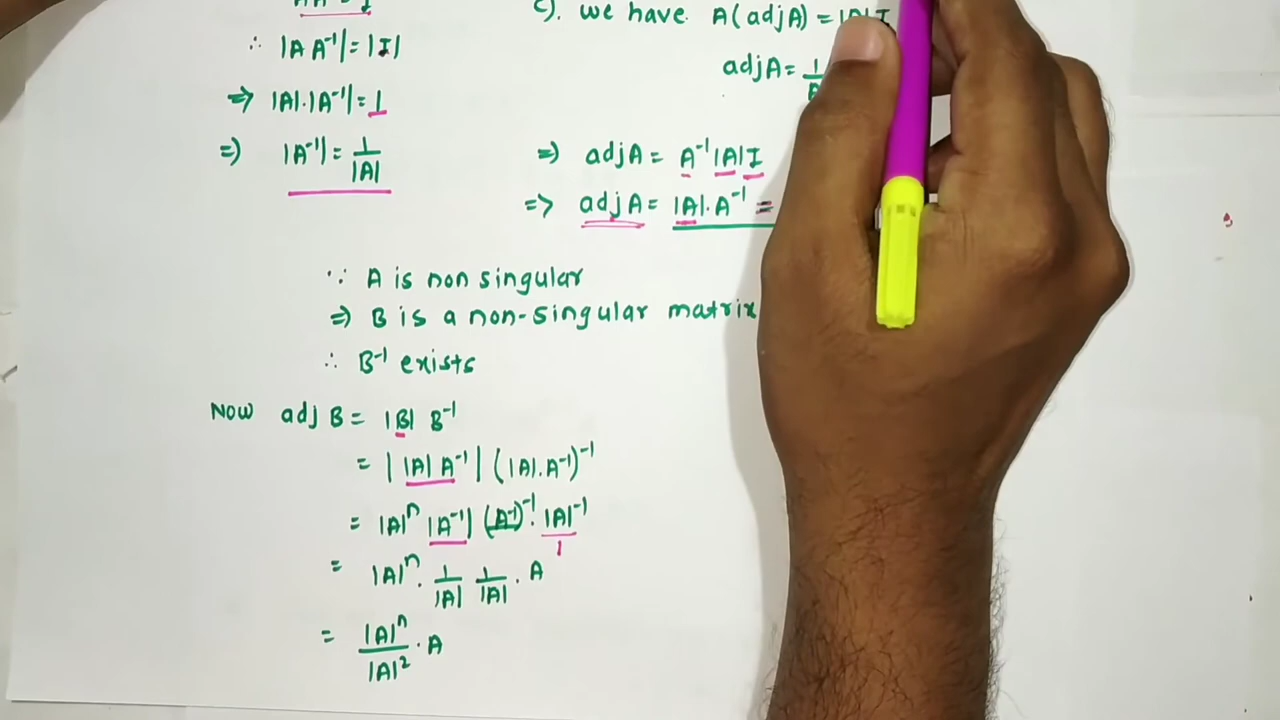 ∴ |A A⁻¹| = |I|
⇒ |A|.|A⁻¹| = 1
⇒ |A⁻¹| = 1/|A|
c). we have A(adjA) = |A|I
adjA = 1/
⇒ adjA = A⁻¹|A|I
⇒ adjA = |A|.A⁻¹ =
∵ A is non singular
⇒ B is a non-singular matrix
∴ B⁻¹ exists
Now adj B = |B| B⁻¹
= | |A| A⁻¹ | (|A|.A⁻¹)⁻¹
= |A|ⁿ |A⁻¹| (A⁻¹)⁻¹ . |A|⁻¹
= |A|ⁿ . 1/|A| 1/|A| . A
= |A|ⁿ/|A|² . A